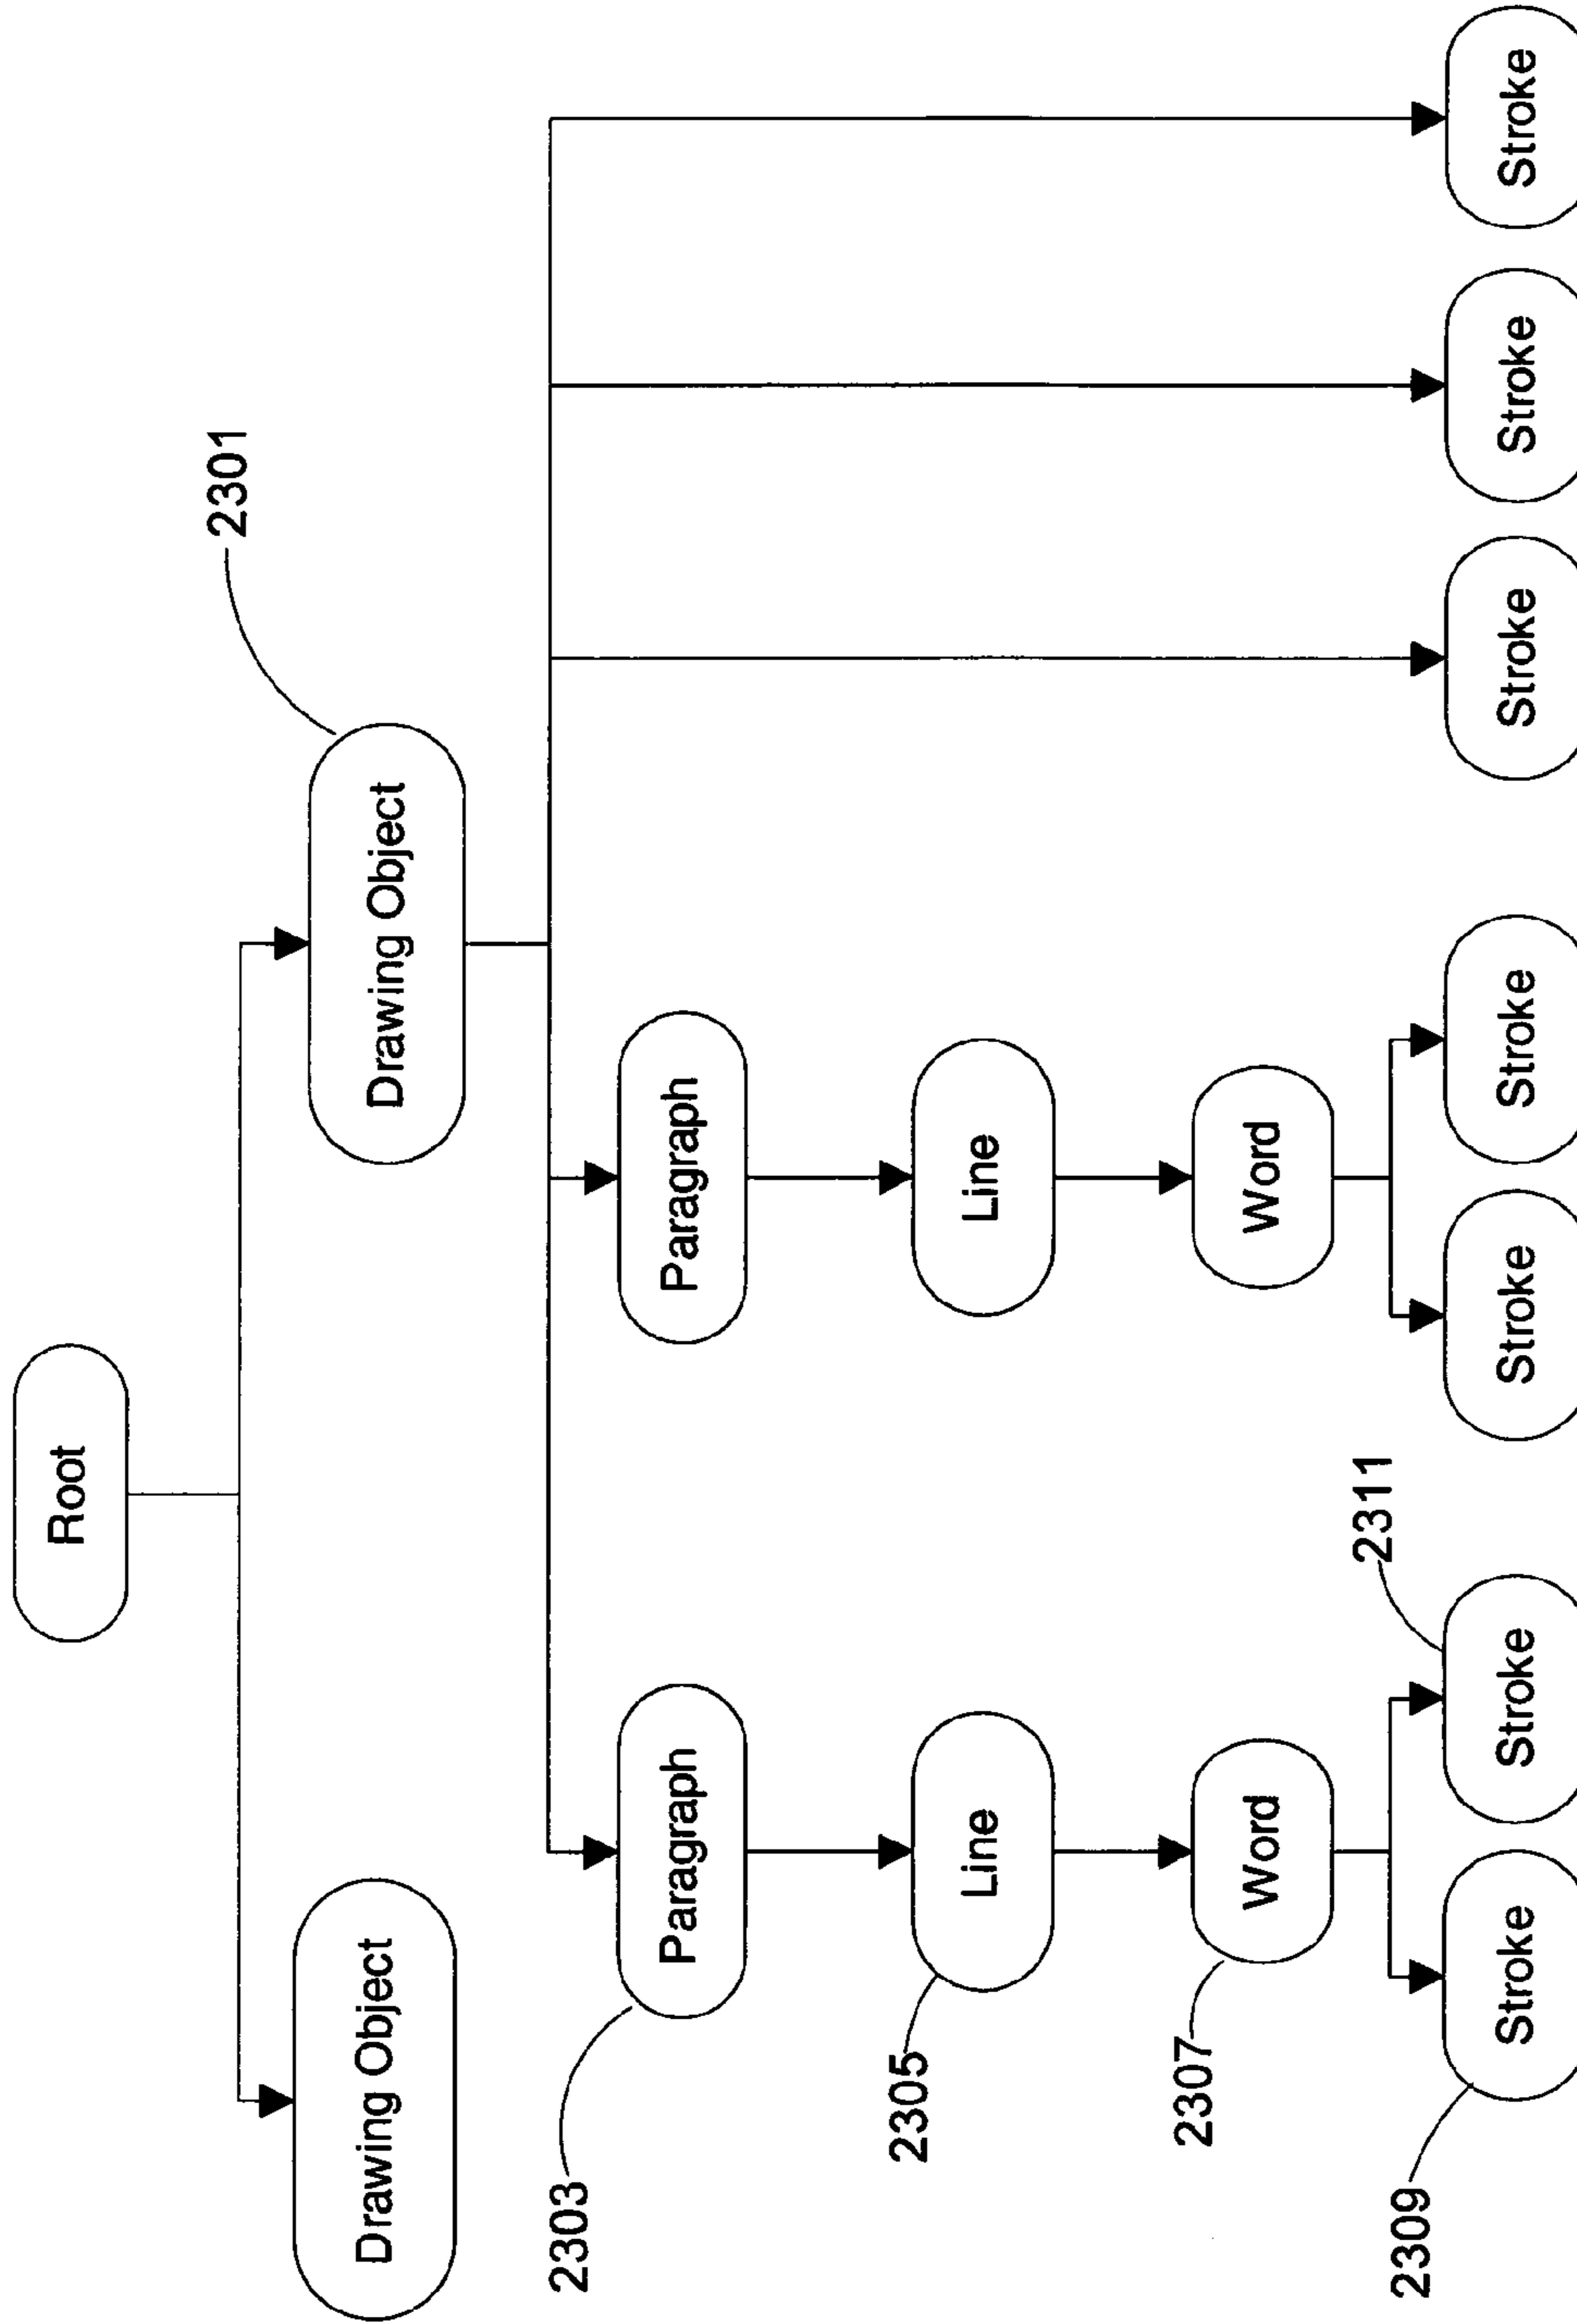 Root
Drawing Object
Drawing Object
2301
2303
Paragraph
Paragraph
2305
Line
Line
2307
Word
Word
2309
Stroke
Stroke
2311
Stroke
Stroke
Stroke
Stroke
Stroke